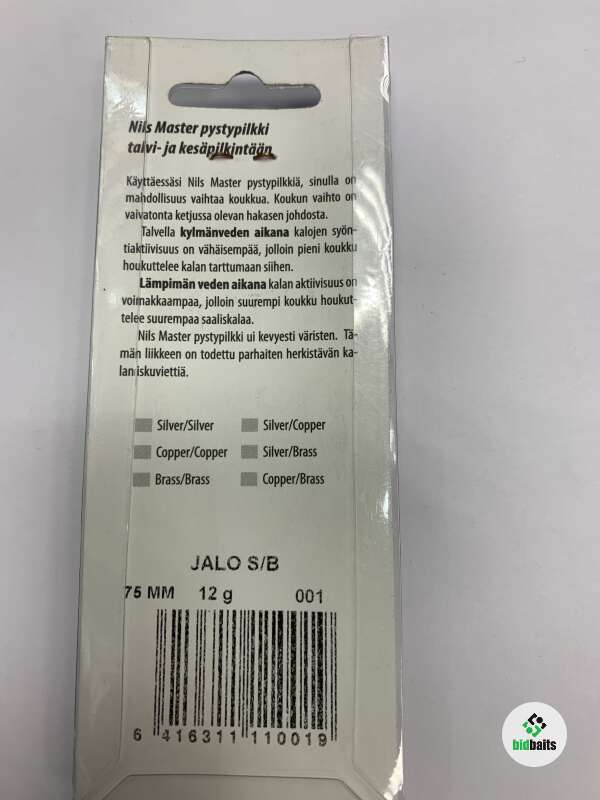 Nils Master pystypilkki
talvi- ja kesäpilkintään
Käyttäessäsi Nils Master pystypilkkiä, sinulla on
mahdollisuus vaihtaa koukkua. Koukun vaihto on
vaivatonta ketjussa olevan hakasen johdosta.
Talvella kylmänveden aikana kalojen syön-
tiaktiivisuus on vähäisempää, jolloin pieni koukku
houkuttelee kalan tarttumaan siihen.
Lämpimän veden aikana kalan aktiivisuus on
voimakkaampaa, jolloin suurempi koukku houkut-
telee suurempaa saaliskalaa.
Nils Master pystypilkki ui kevyesti väristen. Tä-
män liikkeen on todettu parhaiten herkistävän ka-
lan iskuviettiä.
Silver/Silver Silver/Copper
Copper/Copper Silver/Brass
Brass/Brass Copper/Brass
JALO S/B
75 MM 12 g 001
6 416311 110019
bidbaits